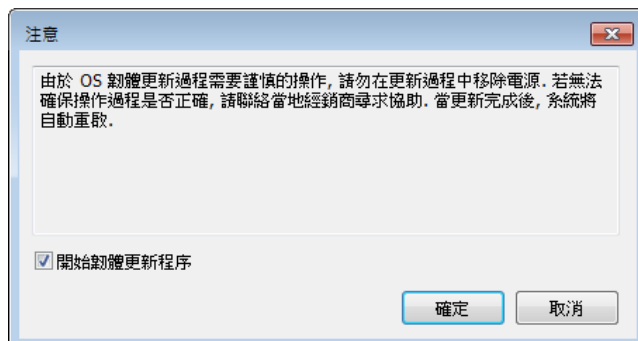 注意
由於 OS 韌體更新過程需要謹慎的操作, 請勿在更新過程中移除電源. 若無法
確保操作過程是否正確, 請聯絡當地經銷商尋求協助. 當更新完成後, 系統將
自動重啟.
開始韌體更新程序
確定 取消